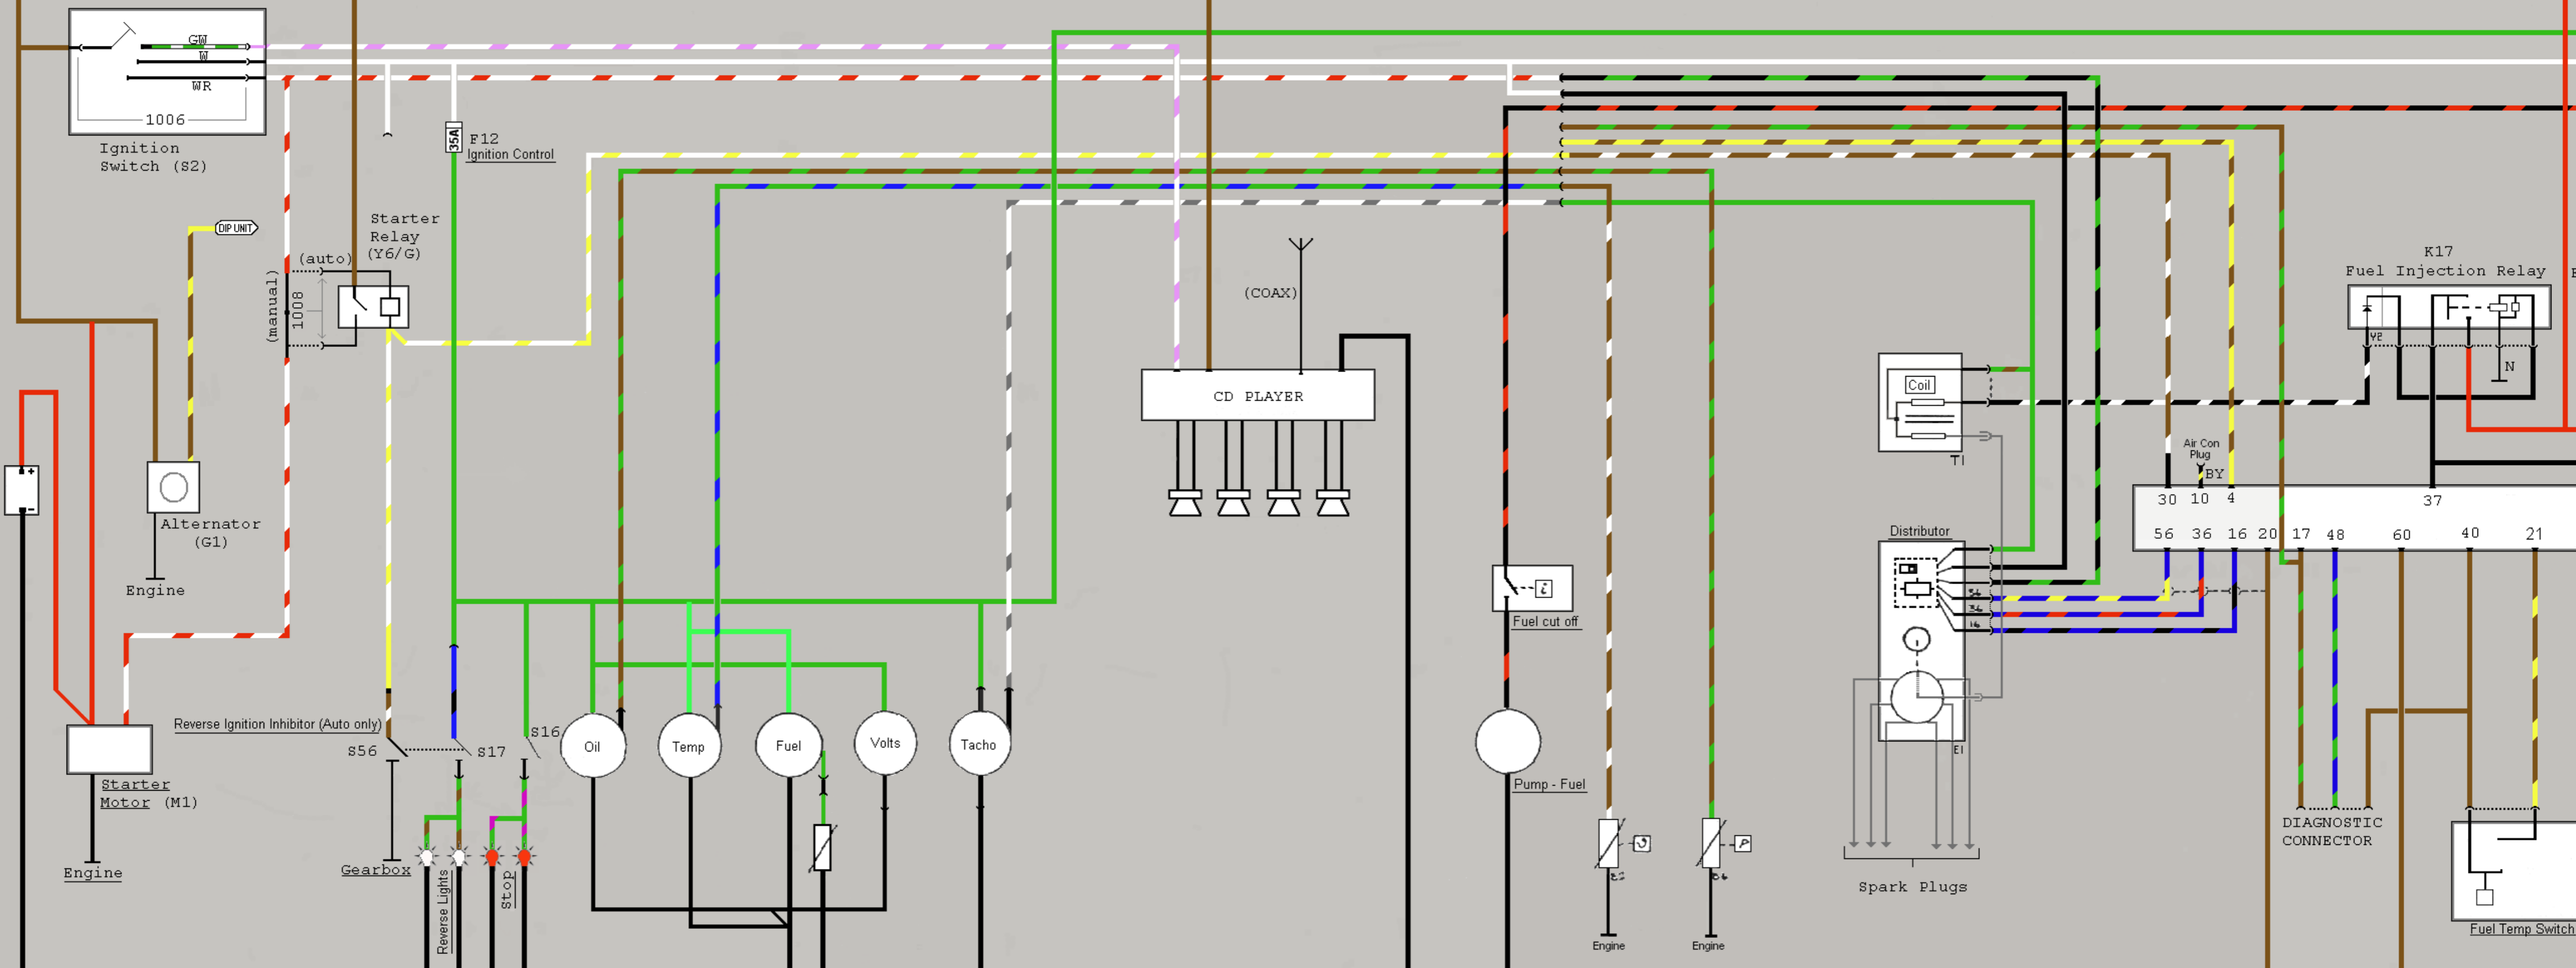 GW
W
WR
1006
Ignition
Switch (S2)
35A
F12
Ignition Control
DIP UNIT
Starter
Relay
(Y6/G)
(auto)
(manual)
1008
Alternator
(G1)
Engine
Starter
Motor (M1)
Engine
Reverse Ignition Inhibitor (Auto only)
S56
S17
S16
Gearbox
Reverse Lights
Stop
Oil
Temp
Fuel
Volts
Tacho
(COAX)
CD PLAYER
Fuel cut off
i
Pump - Fuel
Engine
P
Engine
Coil
T1
Distributor
36
16
E1
Spark Plugs
K17
Fuel Injection Relay
Y2
N
Air Con
Plug
BY
30 10 4 37
56 36 16 20 17 48 60 40 21
DIAGNOSTIC
CONNECTOR
Fuel Temp Switch